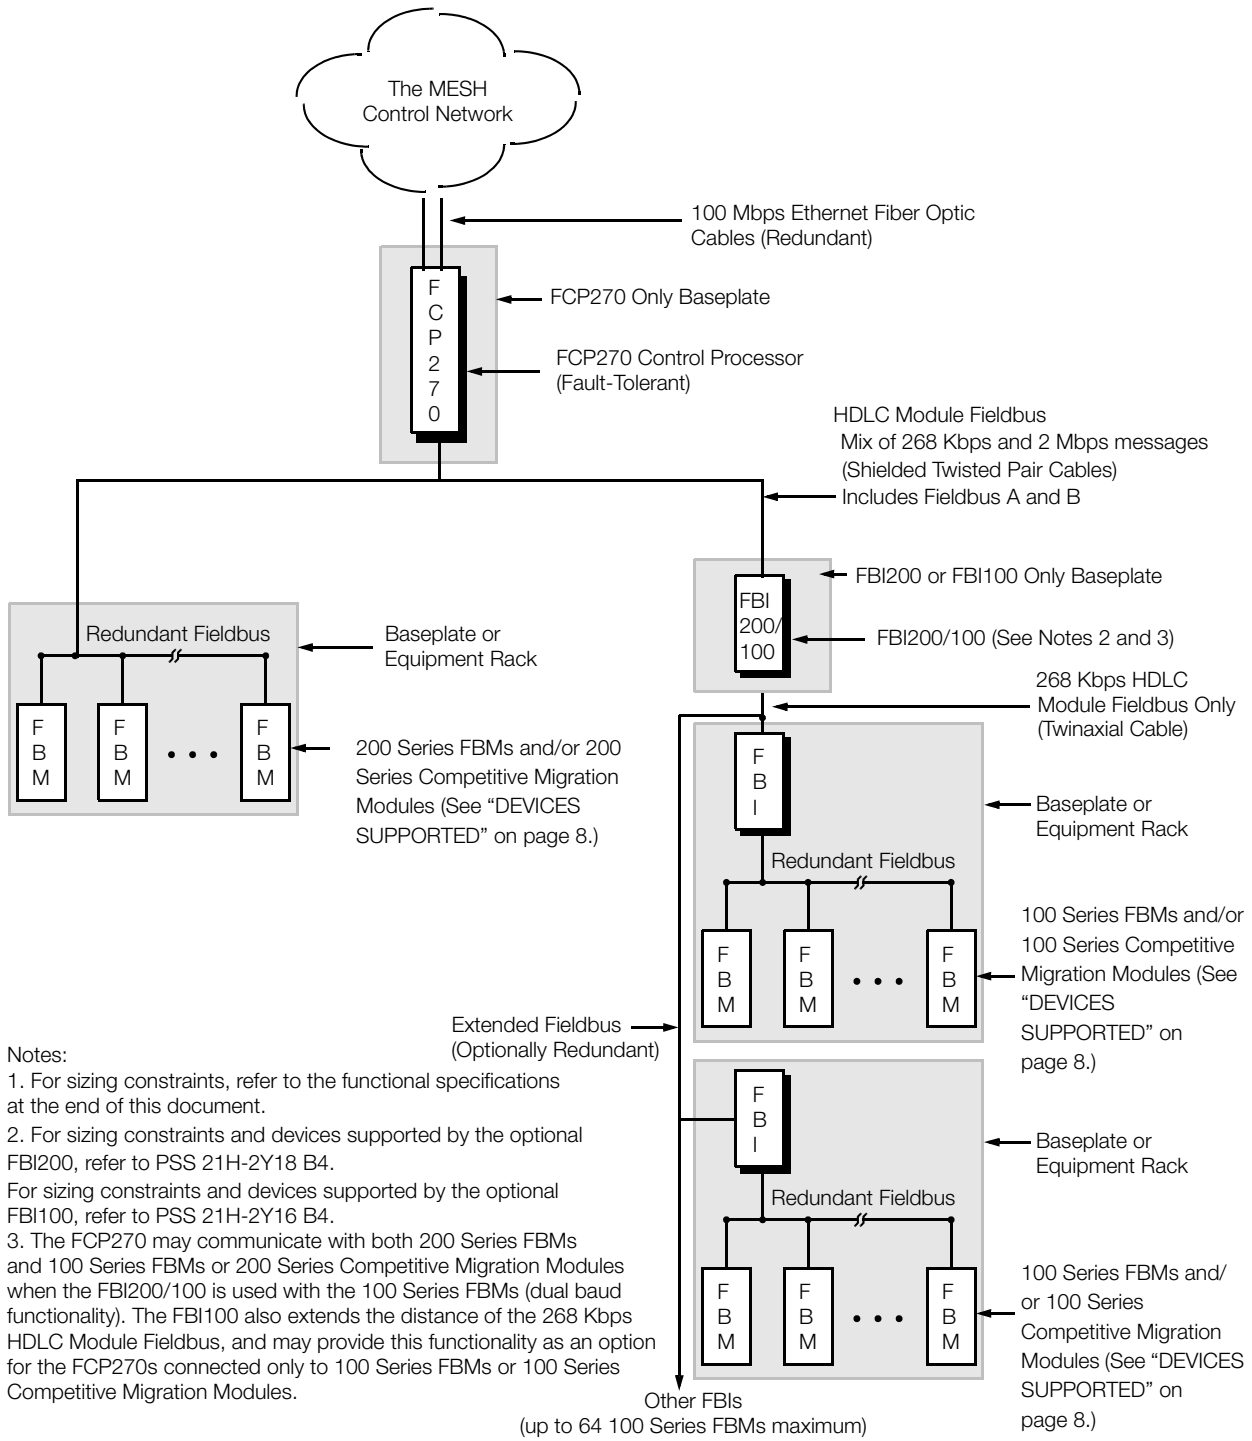 The MESH
Control Network
100 Mbps Ethernet Fiber Optic
Cables (Redundant)
F
C
P
2
7
0
FCP270 Only Baseplate
FCP270 Control Processor
(Fault-Tolerant)
HDLC Module Fieldbus
Mix of 268 Kbps and 2 Mbps messages
(Shielded Twisted Pair Cables)
Includes Fieldbus A and B
FBI
200/
100
FBI200 or FBI100 Only Baseplate
FBI200/100 (See Notes 2 and 3)
268 Kbps HDLC
Module Fieldbus Only
(Twinaxial Cable)
Redundant Fieldbus
F
B
M
F
B
M
F
B
M
Baseplate or
Equipment Rack
200 Series FBMs and/or 200
Series Competitive Migration
Modules (See “DEVICES
SUPPORTED” on page 8.)
F
B
I
Redundant Fieldbus
F
B
M
F
B
M
F
B
M
Baseplate or
Equipment Rack
100 Series FBMs and/or
100 Series Competitive
Migration Modules (See
“DEVICES
SUPPORTED” on
page 8.)
Extended Fieldbus
(Optionally Redundant)
F
B
I
Redundant Fieldbus
F
B
M
F
B
M
F
B
M
Baseplate or
Equipment Rack
100 Series FBMs and/
or 100 Series
Competitive Migration
Modules (See “DEVICES
SUPPORTED” on
page 8.)
Other FBIs
(up to 64 100 Series FBMs maximum)
Notes:
1. For sizing constraints, refer to the functional specifications
at the end of this document.
2. For sizing constraints and devices supported by the optional
FBI200, refer to PSS 21H-2Y18 B4.
For sizing constraints and devices supported by the optional
FBI100, refer to PSS 21H-2Y16 B4.
3. The FCP270 may communicate with both 200 Series FBMs
and 100 Series FBMs or 200 Series Competitive Migration Modules
when the FBI200/100 is used with the 100 Series FBMs (dual baud
functionality). The FBI100 also extends the distance of the 268 Kbps
HDLC Module Fieldbus, and may provide this functionality as an option
for the FCP270s connected only to 100 Series FBMs or 100 Series
Competitive Migration Modules.